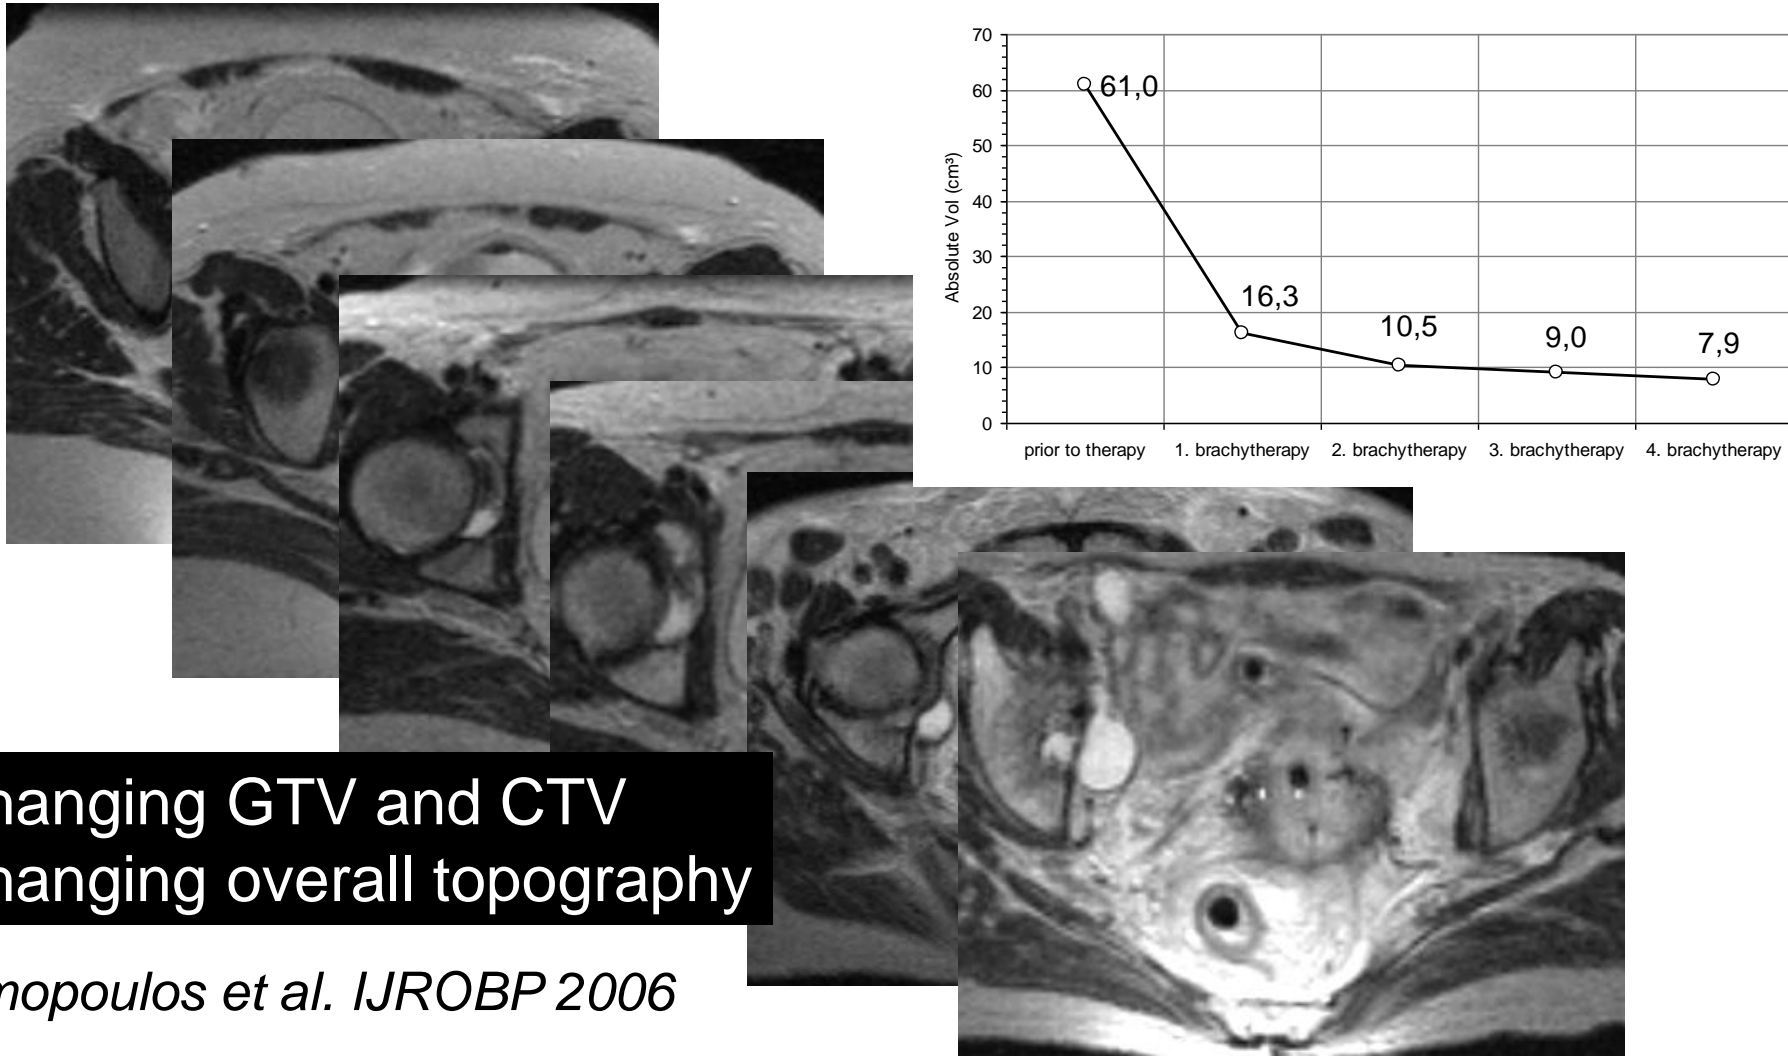 70
60
50
40
30
20
10
0
Absolute Vol (cm³)
61,0
16,3
10,5
9,0
7,9
prior to therapy 1. brachytherapy 2. brachytherapy 3. brachytherapy 4. brachytherapy
hanging GTV and CTV
hanging overall topography
mopoulos et al. IJROBP 2006